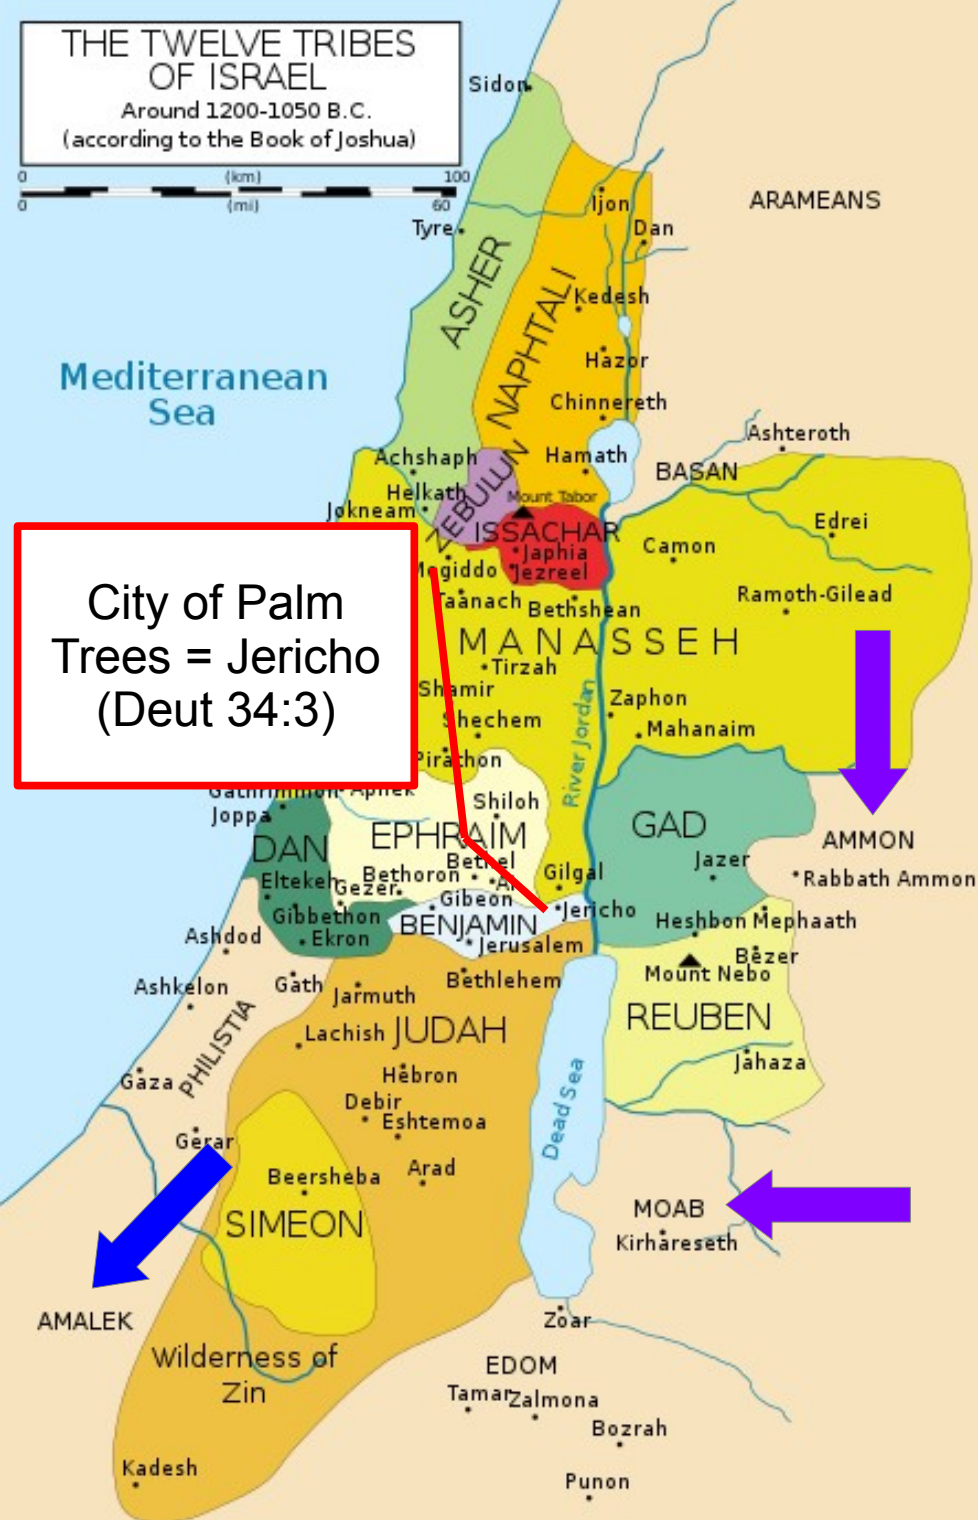 THE TWELVE TRIBES
OF ISRAEL
Around 1200-1050 B.C.
(according to the Book of Joshua)
0 (km) 100
0 (mi) 60
Sidon
ARAMEANS
Ijon
Dan
Tyre
ASHER
NAPHTALI
Kedesh
Mediterranean
Sea
Hazor
Chinnereth
Ashteroth
Achshaph
Hamath
BASAN
Helkath
ZEBULUN
Mount Tabor
Jokneam
Edrei
ISSACHAR
Japhia
Camon
Megiddo
Jezreel
City of Palm
Trees = Jericho
(Deut 34:3)
Taanach
Bethshean
Ramoth-Gilead
MANASSEH
Tirzah
Shamir
Zaphon
Shechem
Mahanaim
River Jordan
Pirathon
Gathrimmon
Aphek
Joppa
Shiloh
EPHRAIM
GAD
AMMON
DAN
Bethel
Jazer
Rabbath Ammon
Bethoron
Ai
Gilgal
Eltekeh
Gezer
Gibeon
Jericho
Gibbethon
BENJAMIN
Heshbon
Mephaath
Ashdod
Ekron
Jerusalem
Bezer
Mount Nebo
Ashkelon
Gath
Jarmuth
Bethlehem
PHILISTIA
Lachish
JUDAH
REUBEN
Jahaza
Gaza
Hebron
Debir
Eshtemoa
Dead Sea
Gerar
Beersheba
Arad
SIMEON
MOAB
Kirhareseth
AMALEK
Zoar
Wilderness of
Zin
EDOM
Tamar
Zalmona
Bozrah
Kadesh
Punon